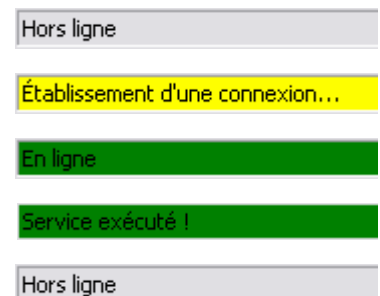 Hors ligne
Établissement d'une connexion...
En ligne
Service exécuté !
Hors ligne